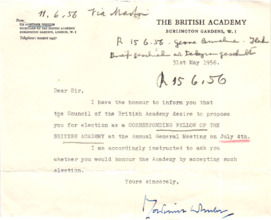 11.6.56
THE BRITISH ACADEMY
BURLINGTON GARDENS, W.1
R 15.6.56
31st May 1956.
R 15 6.56
Dear Sir,
I have the honour to inform you that
the Council of the British Academy desire to propose
you for election as a CORRESPONDING FELLOW OF THE
BRITISH ACADEMY at the Annual General Meeting on July 4th.
I am accordingly instructed to ask you
whether you would honour the Academy by accepting such
election.
Yours sincerely,